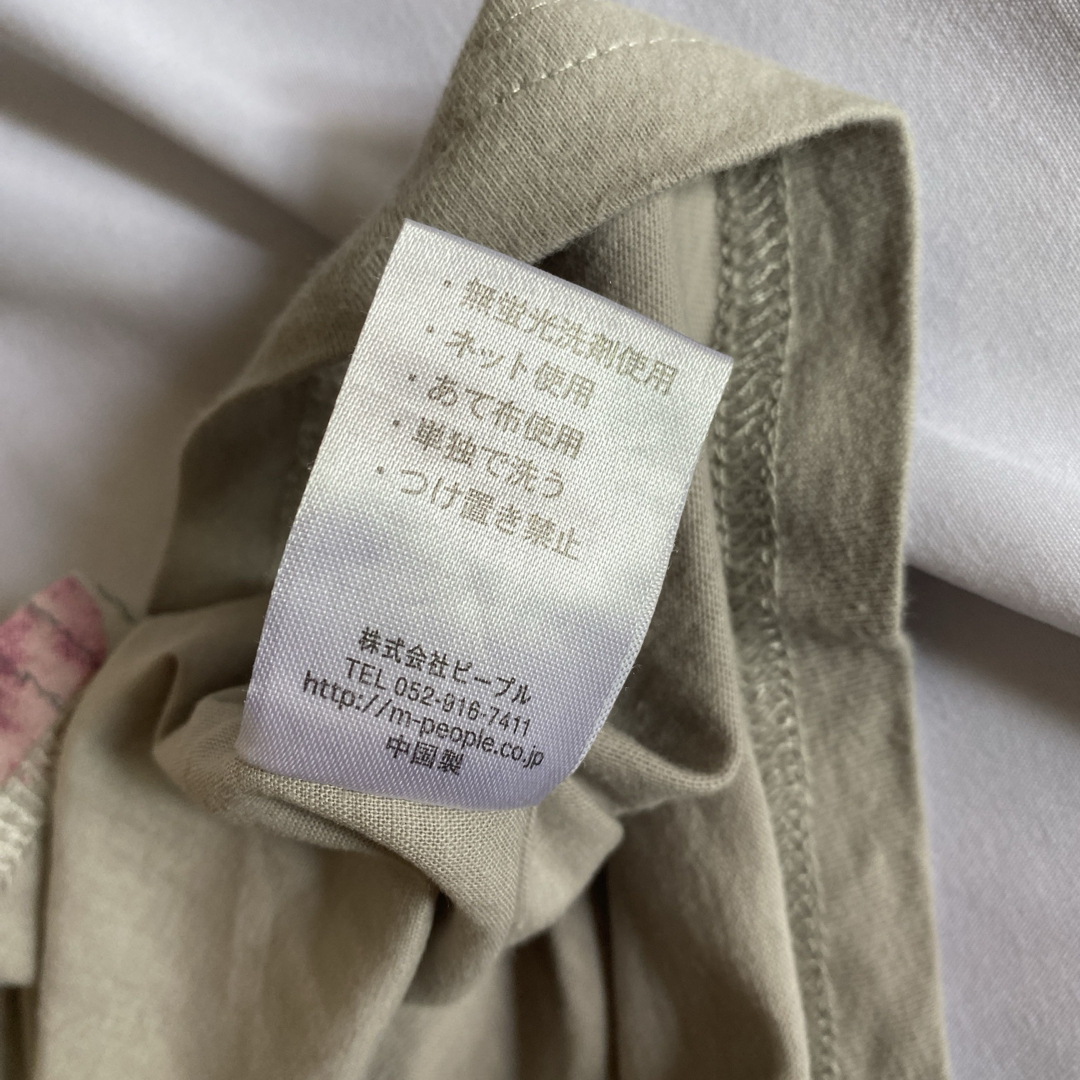 ・無蛍光洗剤使用
・ネット使用
・あて布使用
・単独で洗う
・つけ置き禁止
株式会社ピープル
TEL 052-916-7411
http://m-people.co.jp
中国製